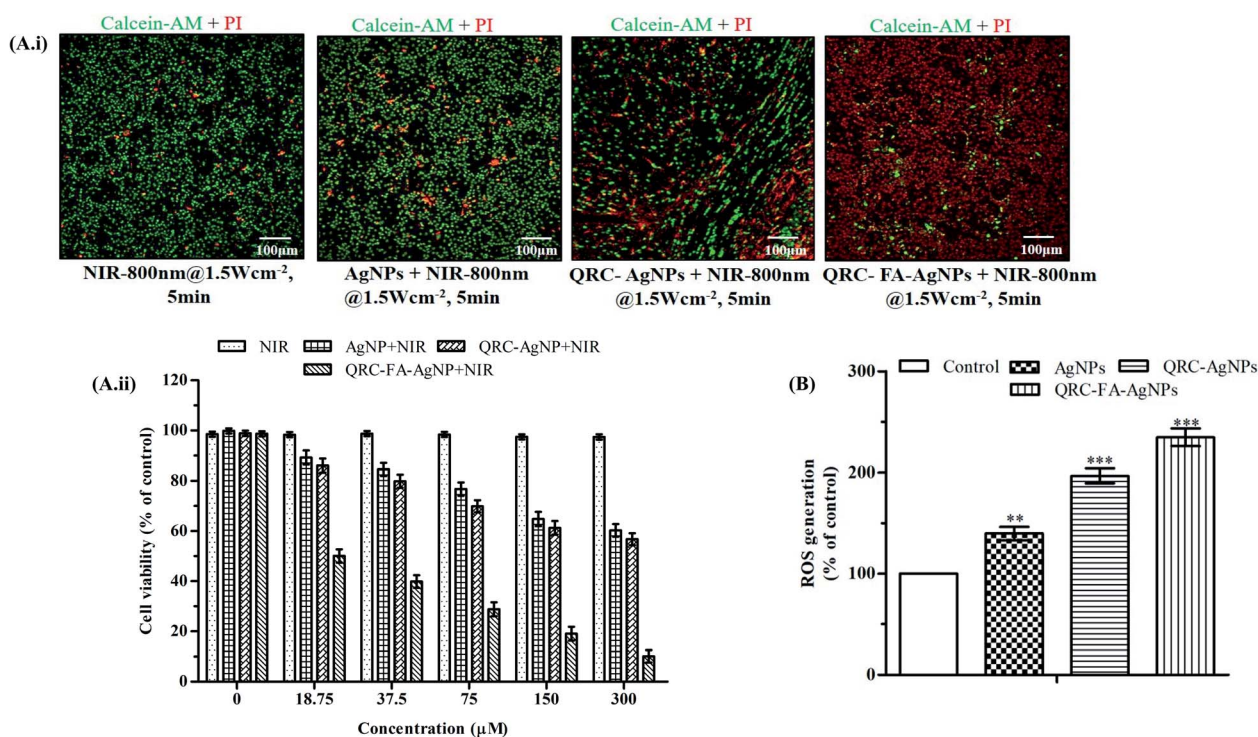 (A.i)
Calcein-AM + PI
100μm
NIR-800nm@1.5Wcm⁻²,
5min
Calcein-AM + PI
100μm
AgNPs + NIR-800nm
@1.5Wcm⁻², 5min
Calcein-AM + PI
100μm
QRC- AgNPs + NIR-800nm
@1.5Wcm⁻², 5min
Calcein-AM + PI
100μm
QRC- FA-AgNPs + NIR-800nm
@1.5Wcm⁻², 5min
(A.ii)
NIR AgNP+NIR QRC-AgNP+NIR
QRC-FA-AgNP+NIR
Cell viability (% of control)
120
100
80
60
40
20
0
0 18.75 37.5 75 150 300
Concentration (μM)
(B)
Control AgNPs QRC-AgNPs
QRC-FA-AgNPs
ROS generation
(% of control)
300
200
100
0
** *** ***